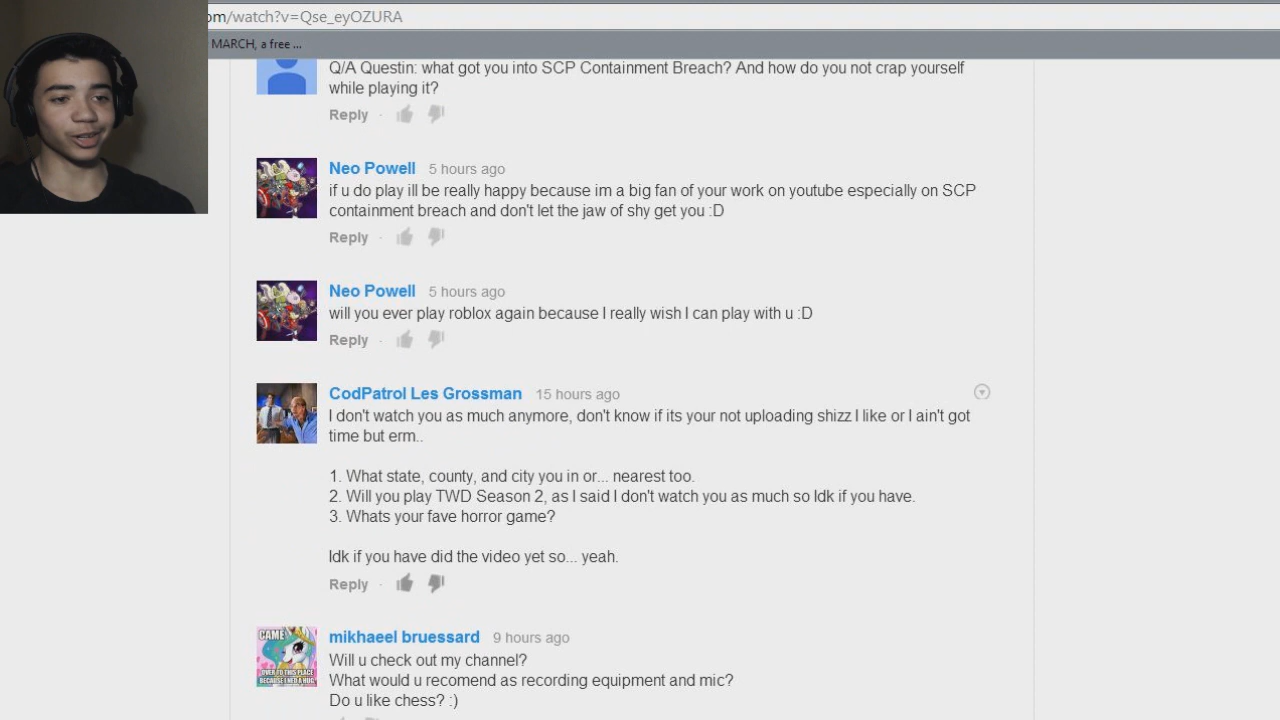 om/watch?v=Qse_eyOZURA
MARCH, a free ...
Q/A Questin: what got you into SCP Containment Breach? And how do you not crap yourself
while playing it?
Reply ·
Neo Powell 5 hours ago
if u do play ill be really happy because im a big fan of your work on youtube especially on SCP
containment breach and don't let the jaw of shy get you :D
Reply ·
Neo Powell 5 hours ago
will you ever play roblox again because I really wish I can play with u :D
Reply ·
CodPatrol Les Grossman 15 hours ago
I don't watch you as much anymore, don't know if its your not uploading shizz I like or I ain't got
time but erm..
1. What state, county, and city you in or... nearest too.
2. Will you play TWD Season 2, as I said I don't watch you as much so Idk if you have.
3. Whats your fave horror game?
Idk if you have did the video yet so... yeah.
Reply ·
CAME
OVER TO THIS PLACE
BECAUSE I NED A HUG
mikhaeel bruessard 9 hours ago
Will u check out my channel?
What would u recomend as recording equipment and mic?
Do u like chess? :)